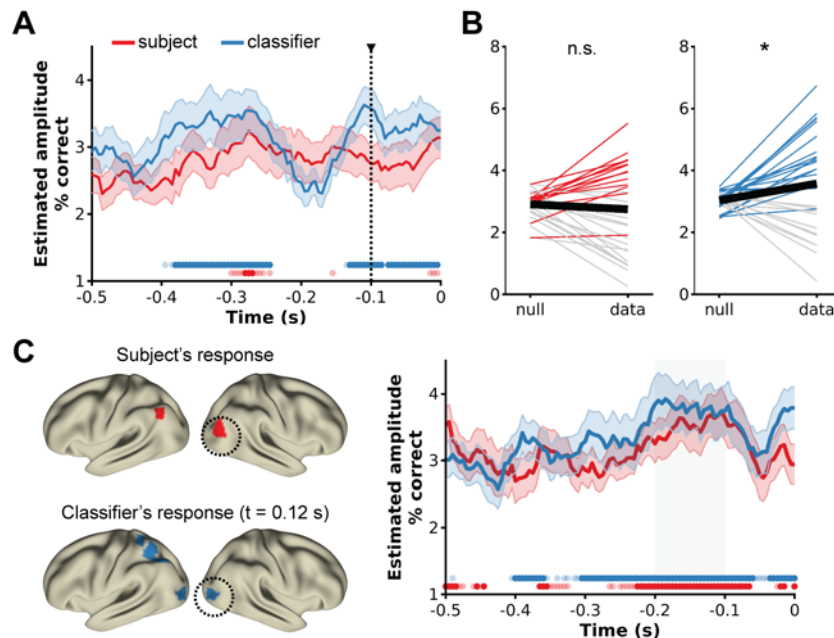 A
subject classifier
Estimated amplitude
% correct
4
3
2
1
-0.5 -0.4 -0.3 -0.2 -0.1 0
Time (s)
B
8
6
4
2
0
n.s.
null data
8
6
4
2
0
*
null data
C
Subject's response
Classifier's response (t = 0.12 s)
Estimated amplitude
% correct
4
3
2
1
-0.5 -0.4 -0.3 -0.2 -0.1 0
Time (s)